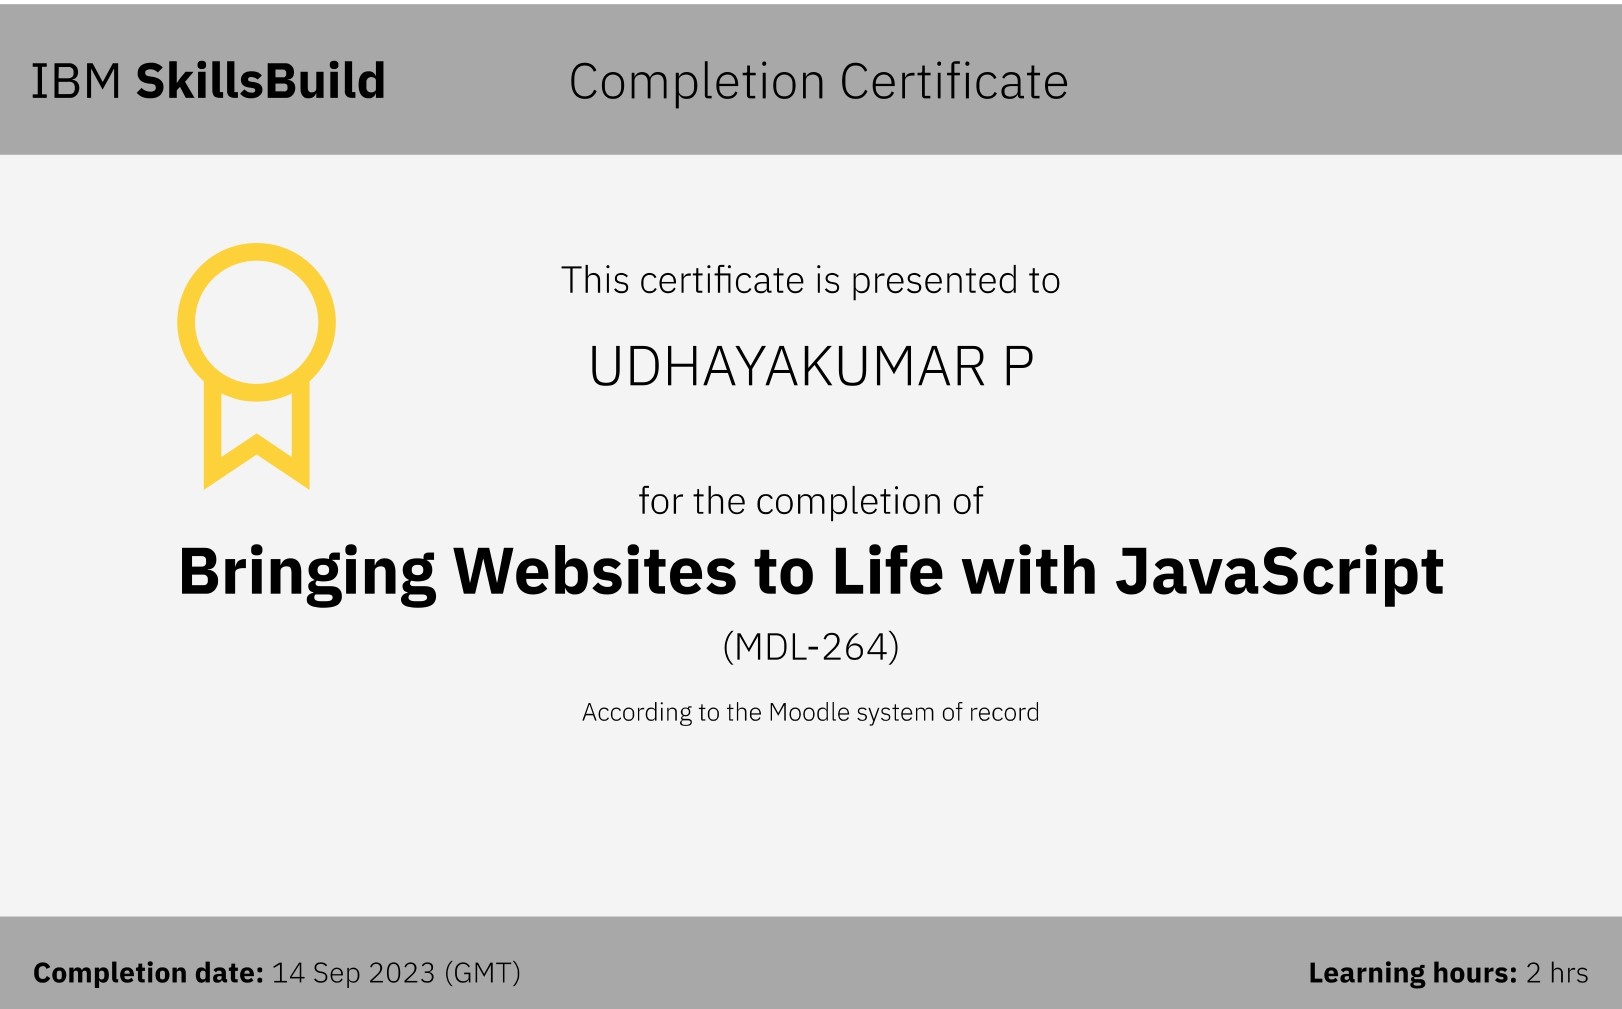 IBM SkillsBuild
Completion Certificate
This certificate is presented to
UDHAYAKUMAR P
for the completion of
Bringing Websites to Life with JavaScript
(MDL-264)
According to the Moodle system of record
Completion date: 14 Sep 2023 (GMT)
Learning hours: 2 hrs